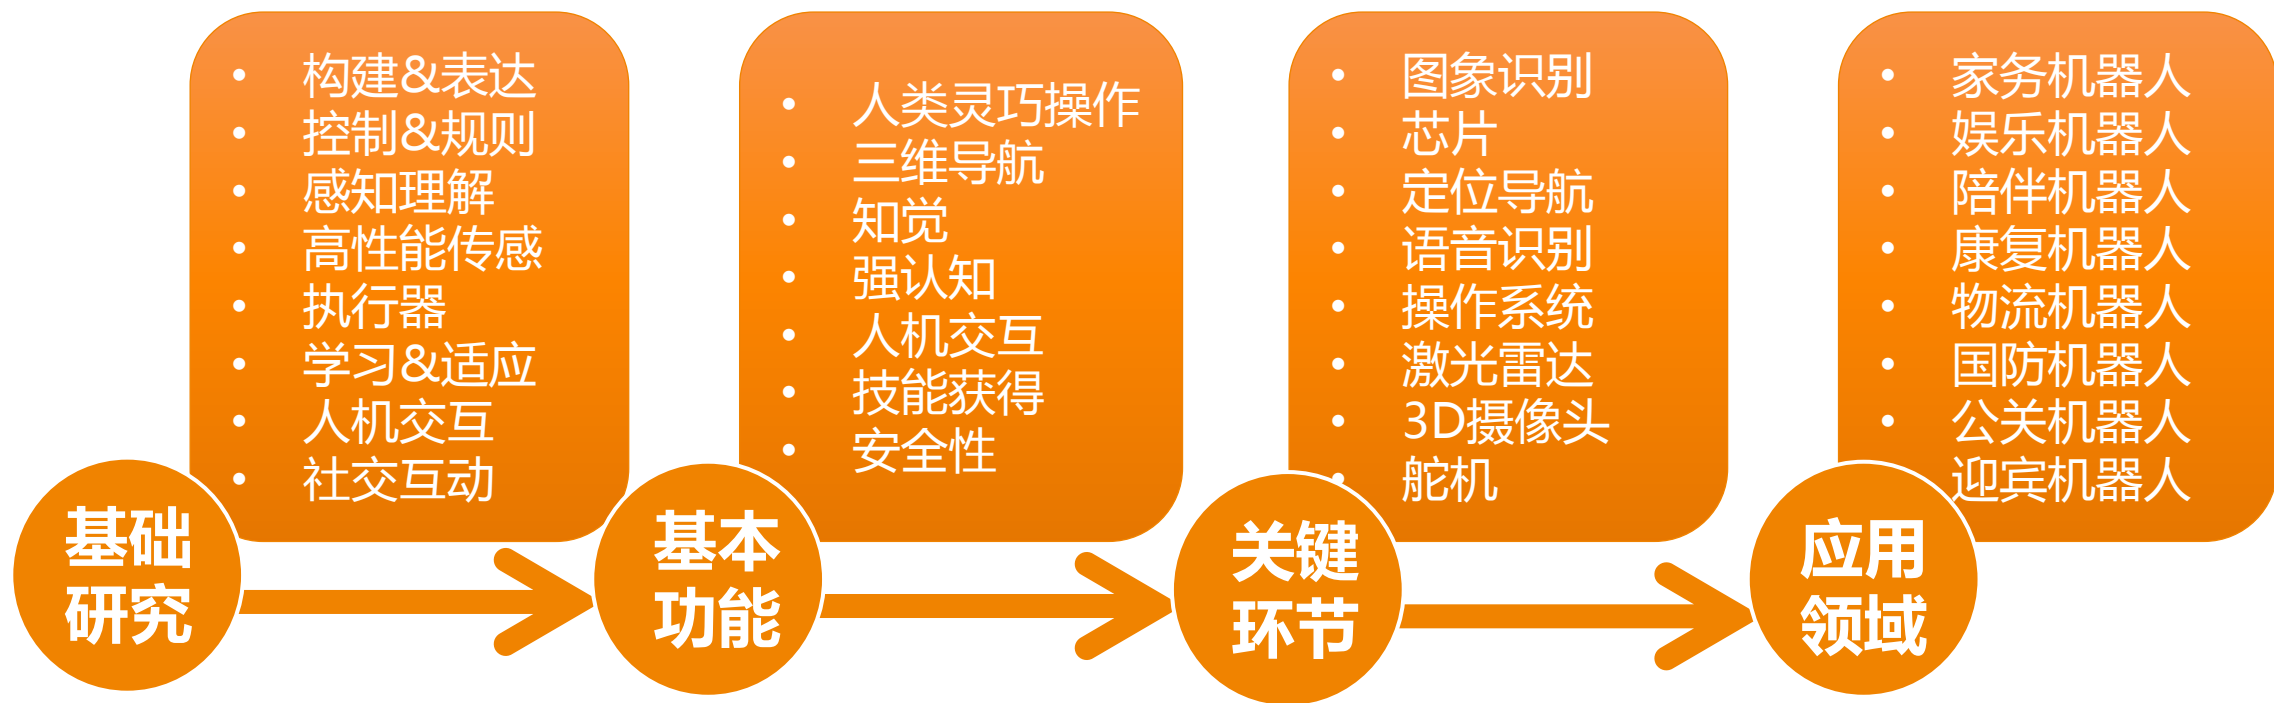 • 构建&表达
• 控制&规则
• 感知理解
• 高性能传感
• 执行器
• 学习&适应
• 人机交互
• 社交互动
基础
研究
• 人类灵巧操作
• 三维导航
• 知觉
• 强认知
• 人机交互
• 技能获得
• 安全性
基本
功能
• 图象识别
• 芯片
• 定位导航
• 语音识别
• 操作系统
• 激光雷达
• 3D摄像头
• 舵机
关键
环节
• 家务机器人
• 娱乐机器人
• 陪伴机器人
• 康复机器人
• 物流机器人
• 国防机器人
• 公关机器人
• 迎宾机器人
应用
领域